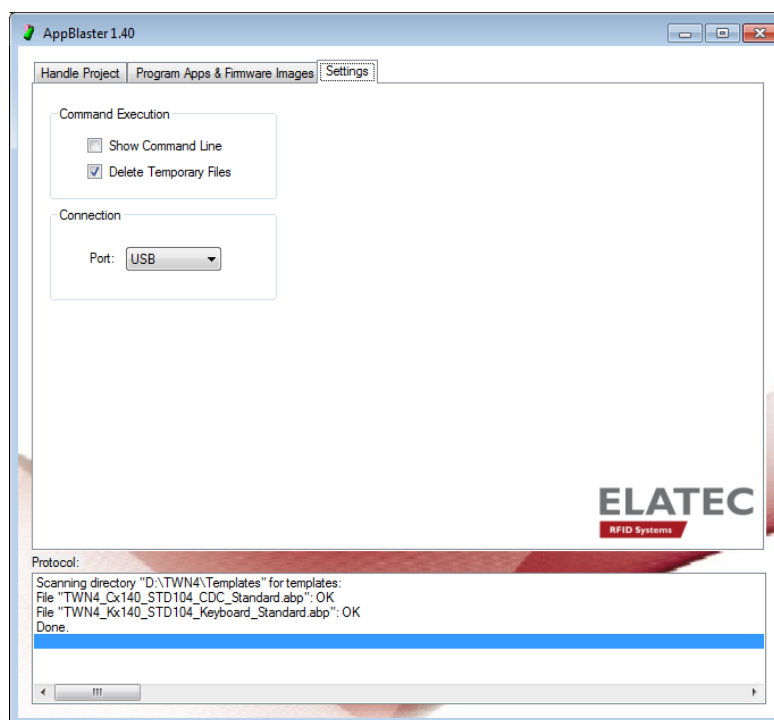 AppBlaster 1.40
Handle Project Program Apps & Firmware Images Settings
Command Execution
Show Command Line
Delete Temporary Files
Connection
Port: USB
ELATEC
RFID Systems
Protocol:
Scanning directory "D:\TWN4\Templates" for templates:
File "TWN4_Cx140_STD104_CDC_Standard.abp": OK
File "TWN4_Kx140_STD104_Keyboard_Standard.abp": OK
Done.